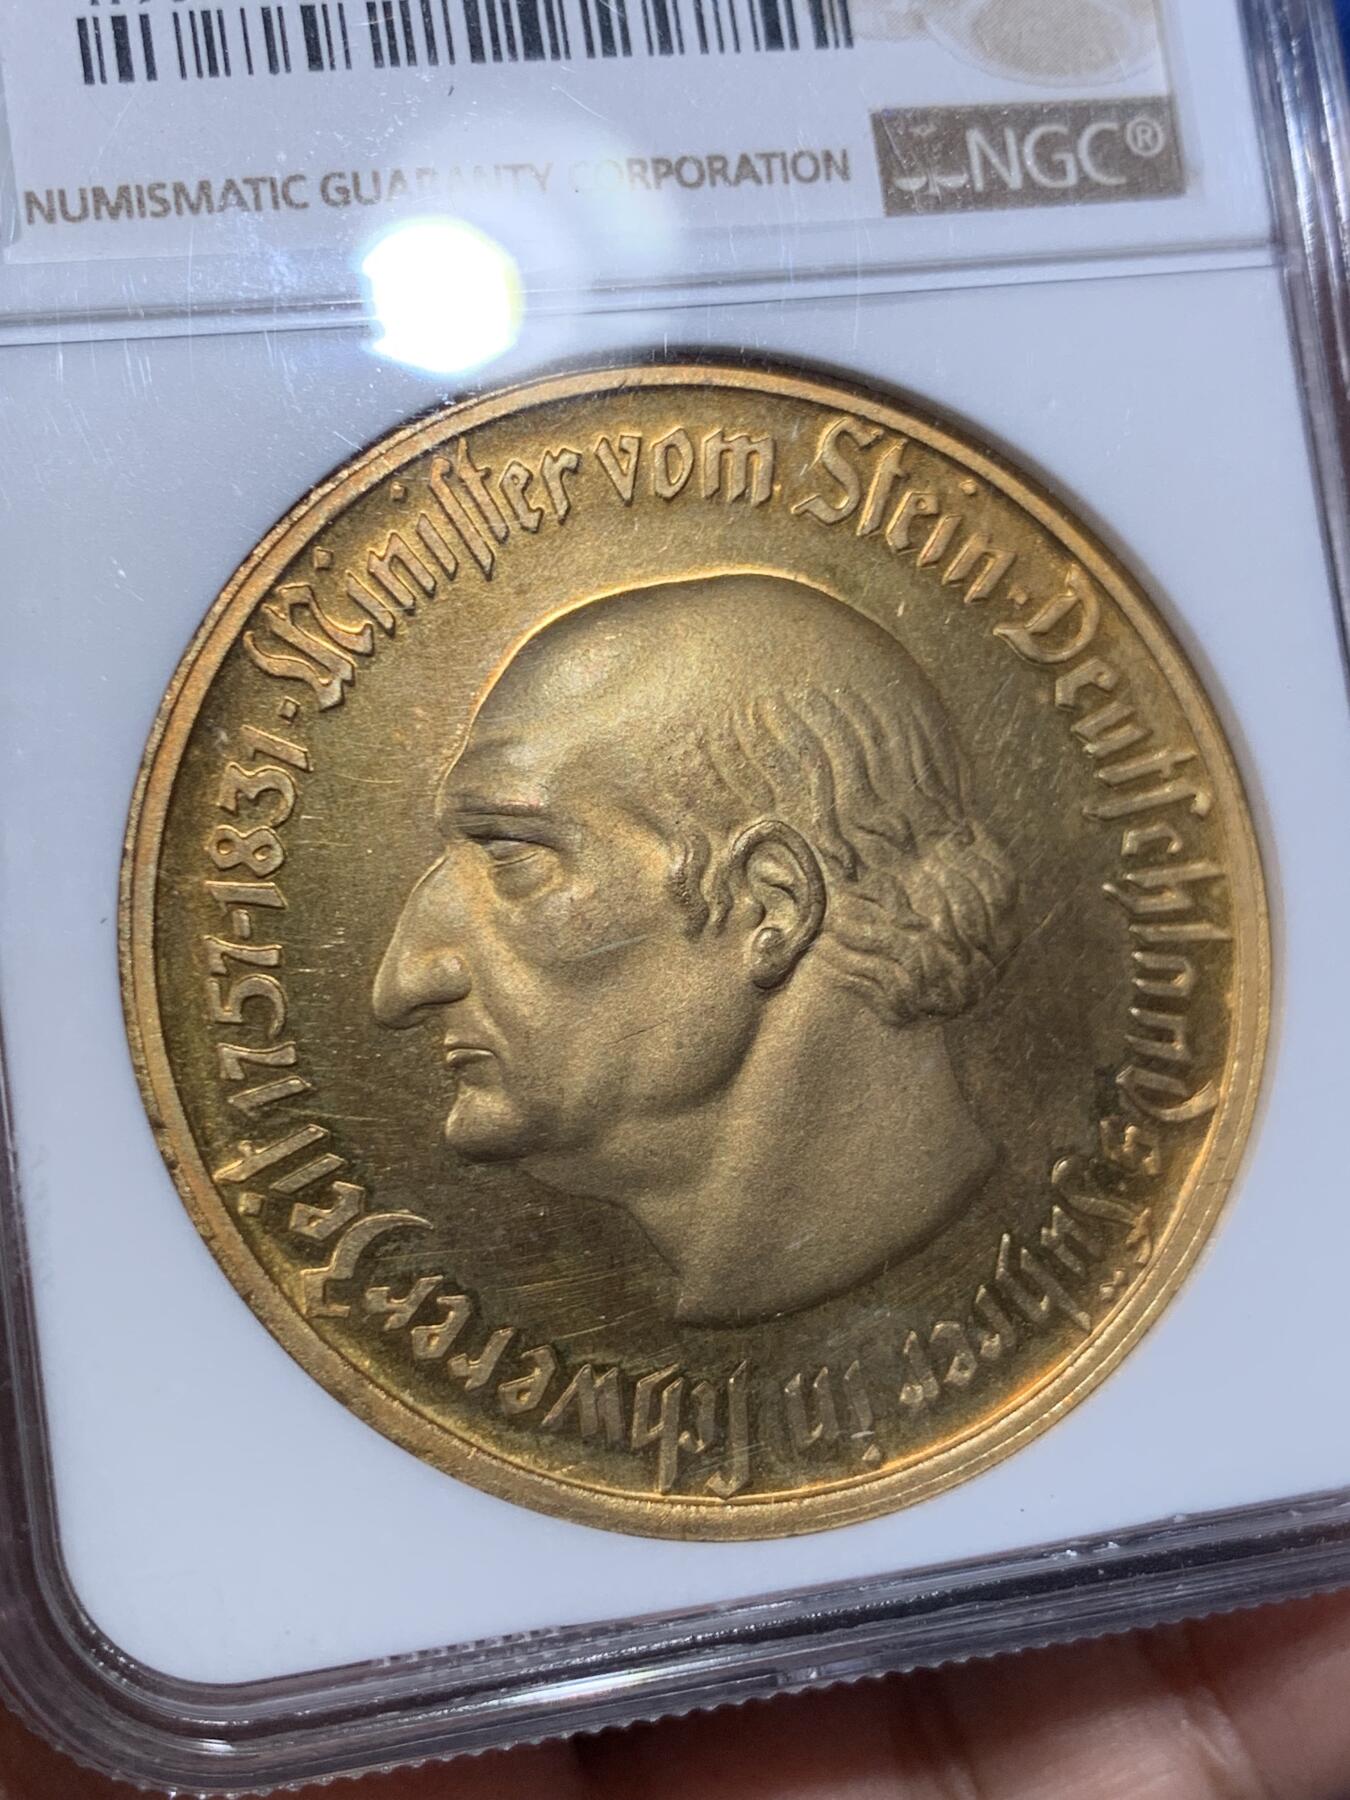 NUMISMATIC GUARANTY CORPORATION
NGC®
Miniſter vom Stein · Deutſchlands · Führer in ſchwerer Zeit 1757-1831 ·